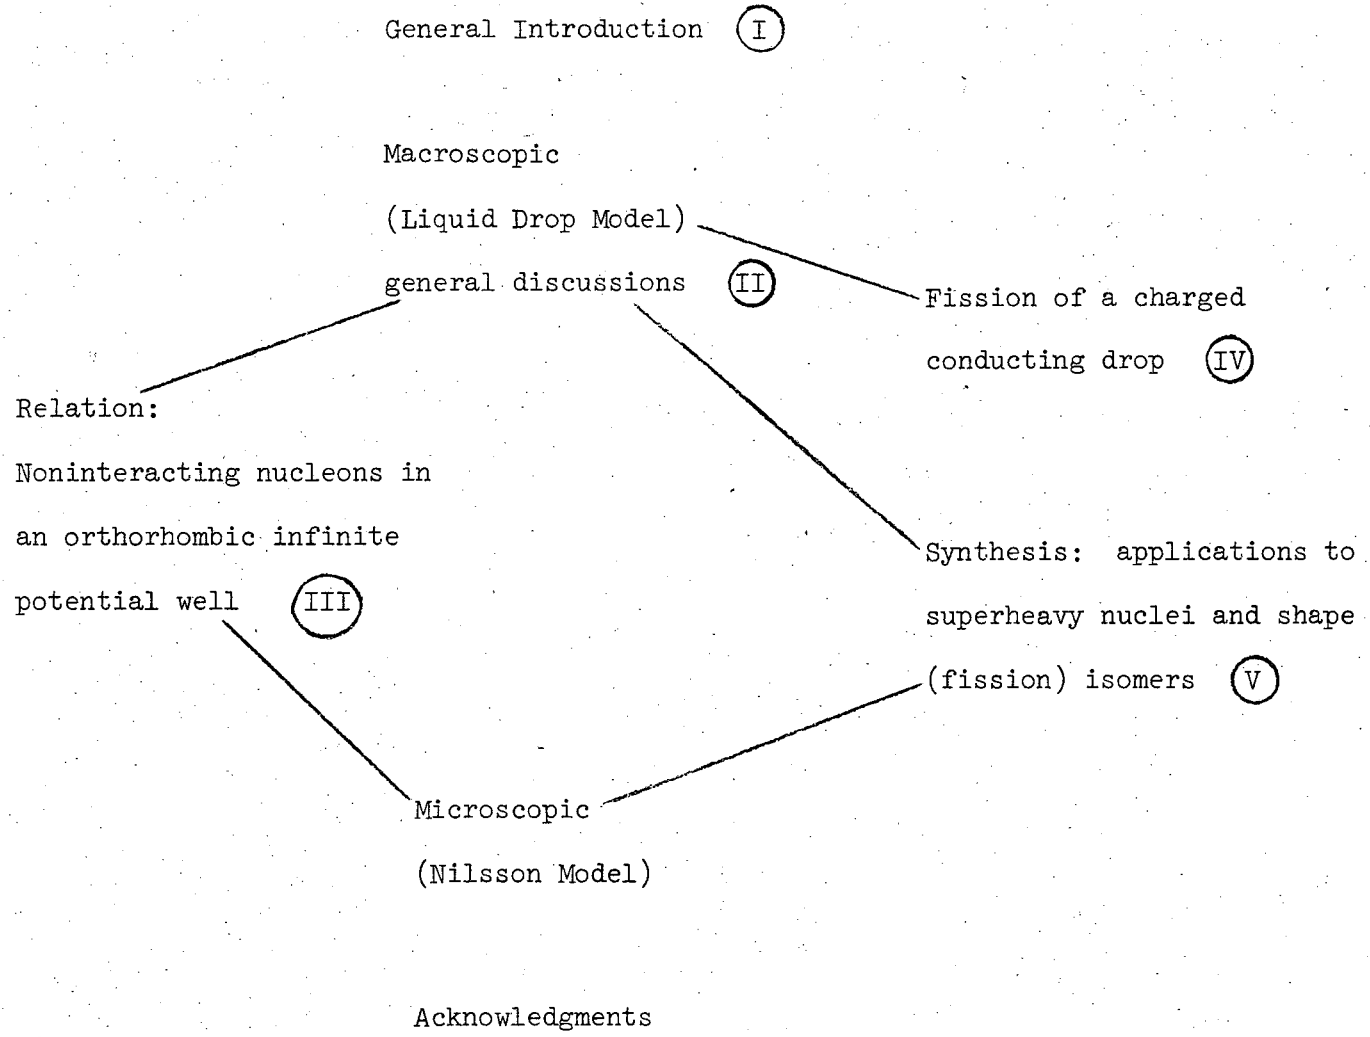 General Introduction (I)
Macroscopic
(Liquid Drop Model)
general discussions (II)
Fission of a charged
conducting drop (IV)
Relation:
Noninteracting nucleons in
an orthorhombic infinite
potential well (III)
Synthesis: applications to
superheavy nuclei and shape
(fission) isomers (V)
Microscopic
(Nilsson Model)
Acknowledgments